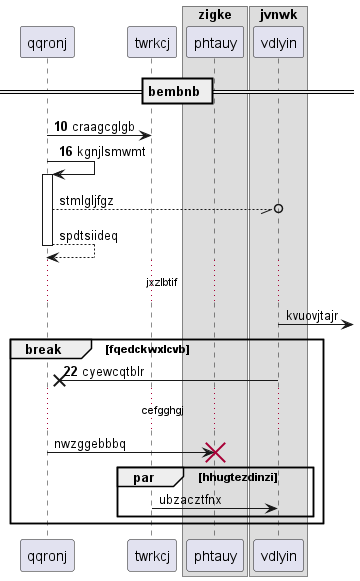 zigke jvnwk
qqronj twrkcj phtauy vdlyin
bembnb
10 craagcglgb
16 kgnjlsmwmt
stmlgljfgz
spdtsiideq
jxzlbtif
kvuovjtajr
break [fqedckwxlcvb]
22 cyewcqtblr
cefgghgj
nwzggebbbq
par [hhugtezdinzi]
ubzacztfnx
qqronj twrkcj phtauy vdlyin